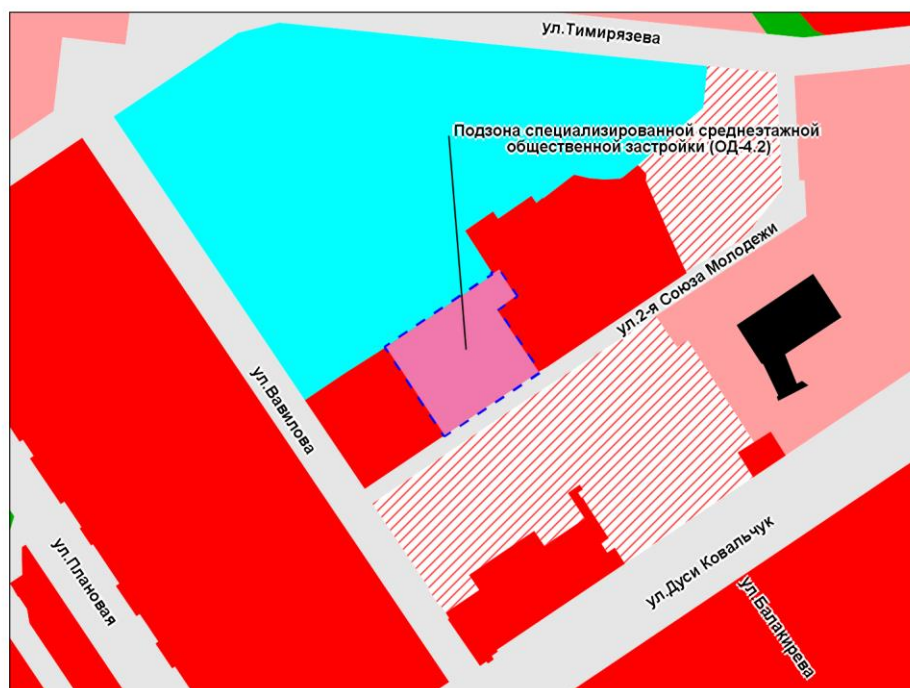 ул.Тимирязева
Подзона специализированной среднеэтажной
общественной застройки (ОД-4.2)
ул.2-я Союза Молодежи
ул.Вавилова
ул.Плановая
ул.Дуси Ковальчук
ул.Балакирева